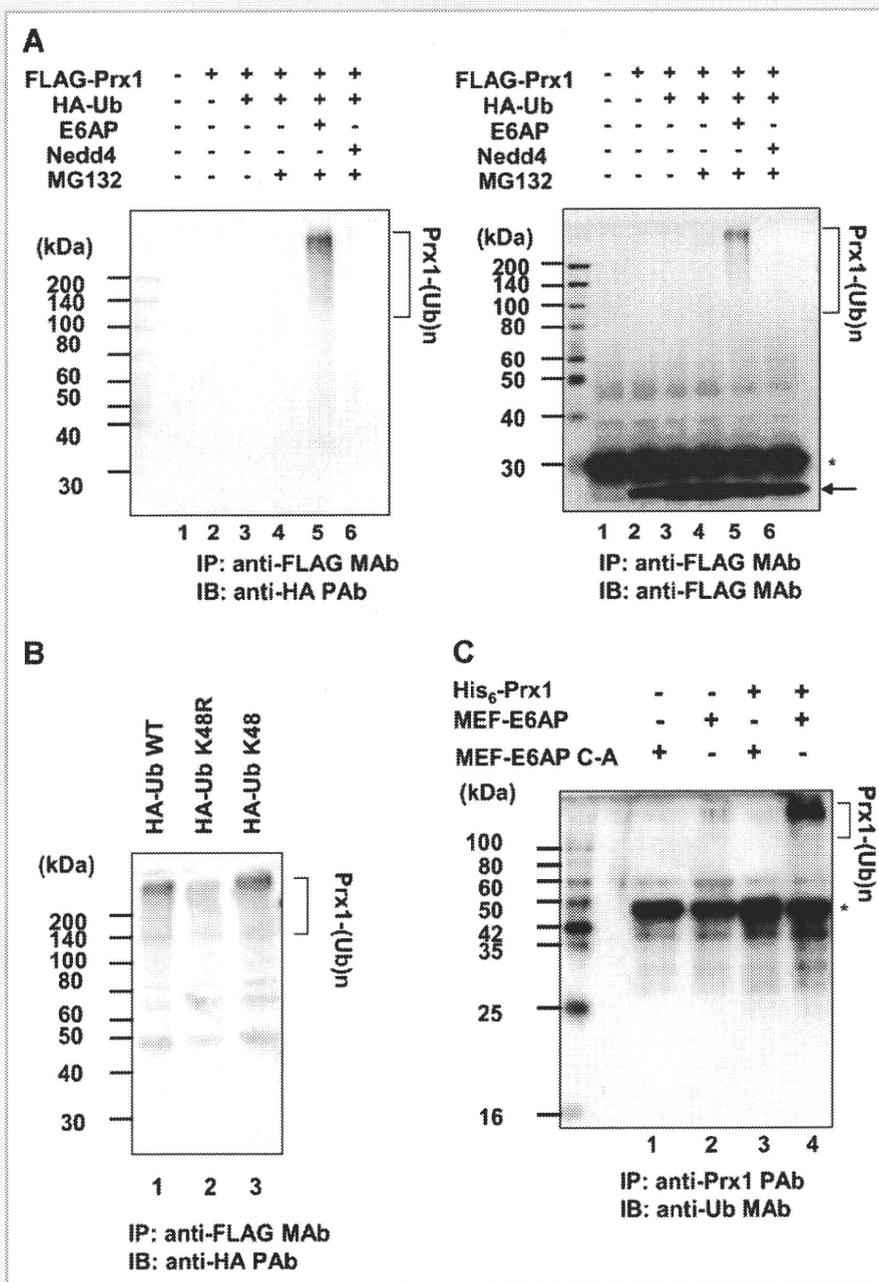 A
FLAG-Prx1 - + + + + +
HA-Ub - - + + + +
E6AP - - - - + -
Nedd4 - - - - - +
MG132 - - - + + +
(kDa)
200
140
100
80
60
50
40
30
Prx1-(Ub)n
1 2 3 4 5 6
IP: anti-FLAG MAb
IB: anti-HA PAb
FLAG-Prx1 - + + + + +
HA-Ub - - + + + +
E6AP - - - - + -
Nedd4 - - - - - +
MG132 - - - + + +
(kDa)
200
140
100
80
60
50
40
30
Prx1-(Ub)n
*
1 2 3 4 5 6
IP: anti-FLAG MAb
IB: anti-FLAG MAb
B
HA-Ub WT
HA-Ub K48R
HA-Ub K48
(kDa)
200
140
100
80
60
50
40
30
Prx1-(Ub)n
1 2 3
IP: anti-FLAG MAb
IB: anti-HA PAb
C
His6-Prx1 - - + +
MEF-E6AP - + - +
MEF-E6AP C-A + - + -
(kDa)
100
80
60
50
42
35
25
16
Prx1-(Ub)n
*
1 2 3 4
IP: anti-Prx1 PAb
IB: anti-Ub MAb